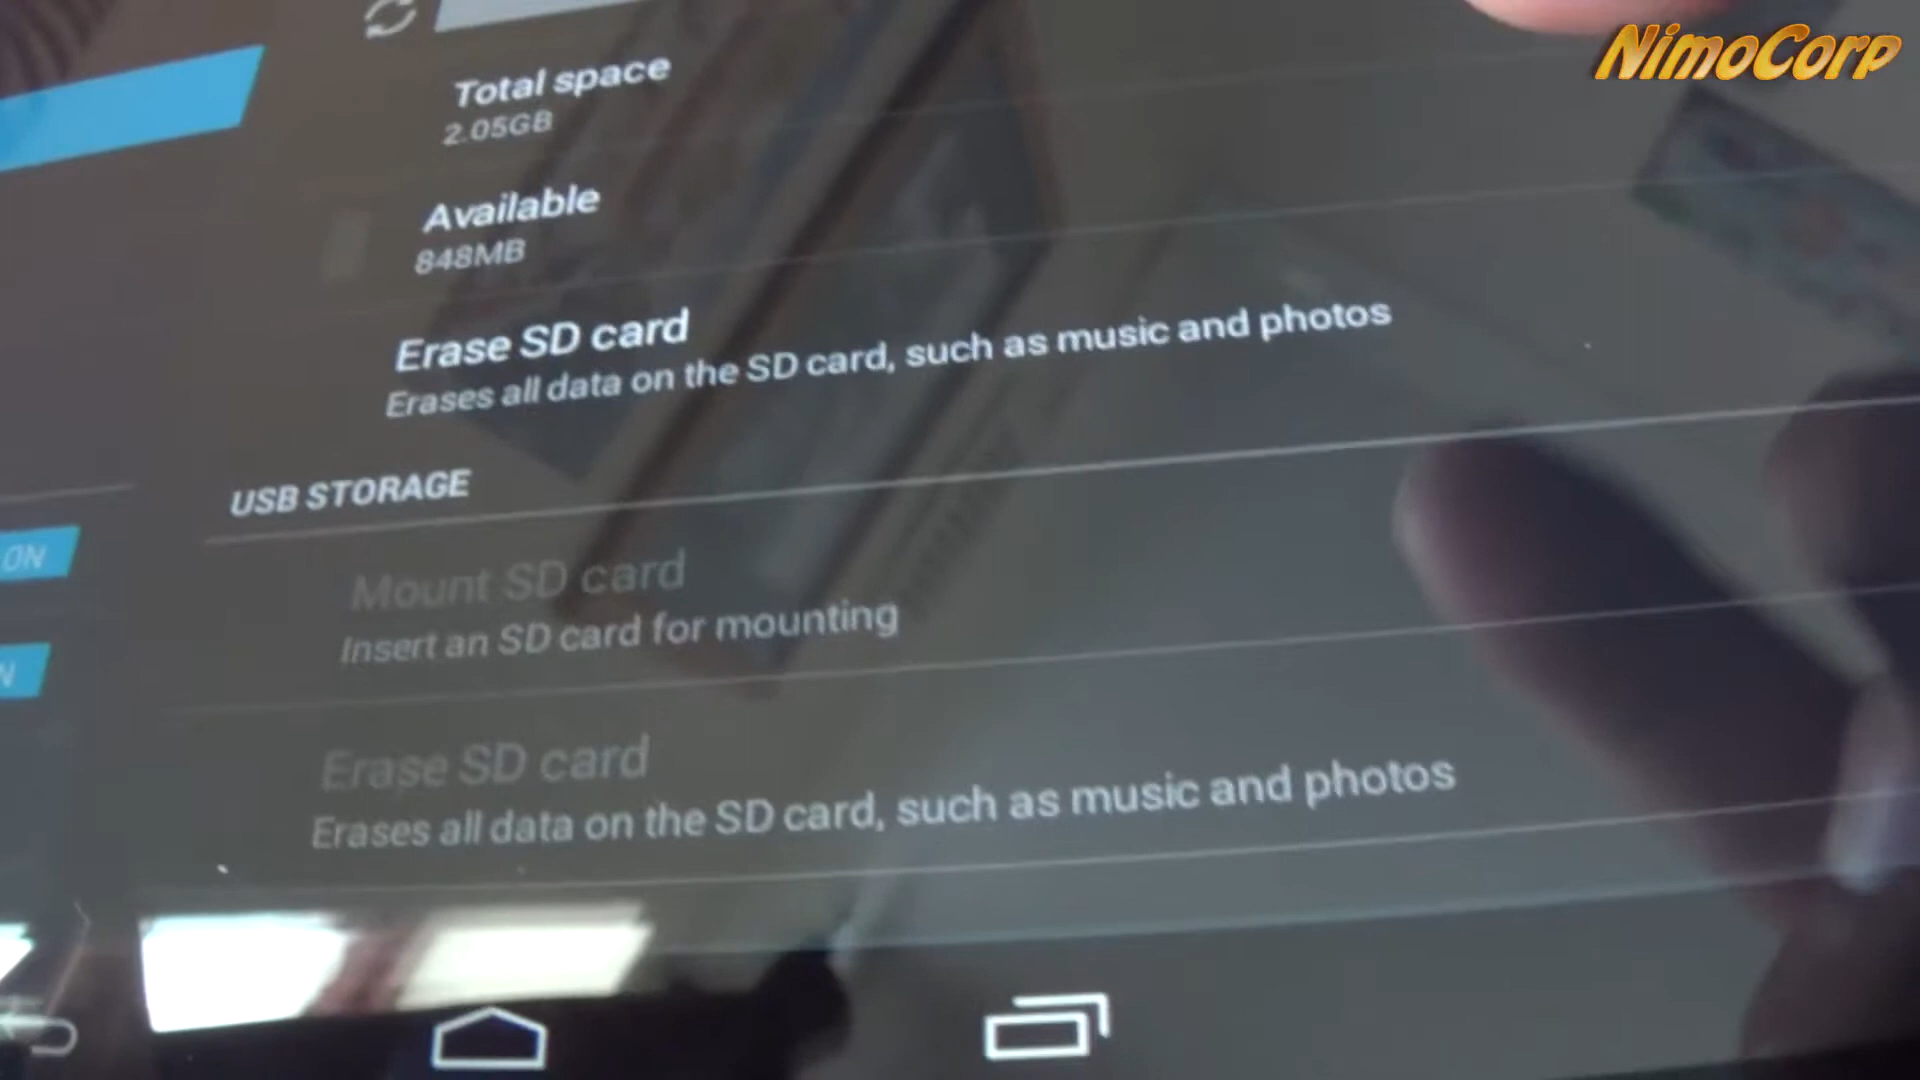 NimoCorp
Total space
2.05GB
Available
848MB
Erase SD card
Erases all data on the SD card, such as music and photos
USB STORAGE
ON
Mount SD card
Insert an SD card for mounting
N
Erase SD card
Erases all data on the SD card, such as music and photos